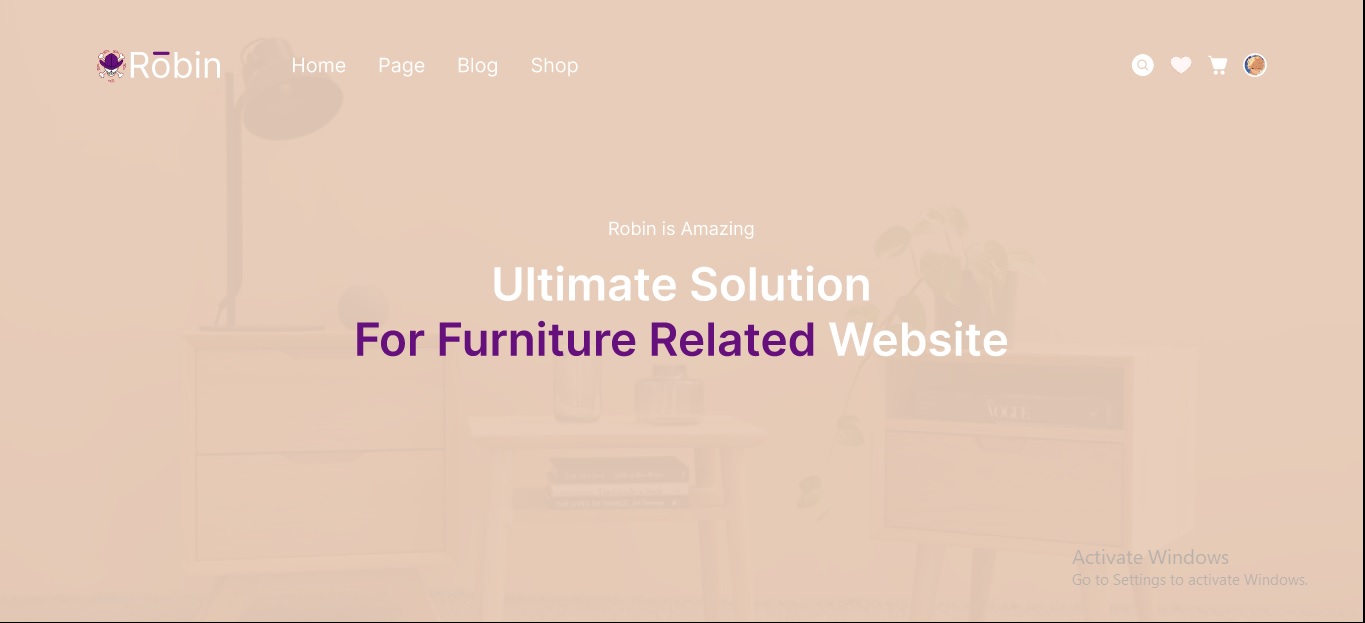 Rōbin
Home Page Blog Shop
Robin is Amazing
Ultimate Solution
For Furniture Related Website
VOGUE
Activate Windows
Go to Settings to activate Windows.